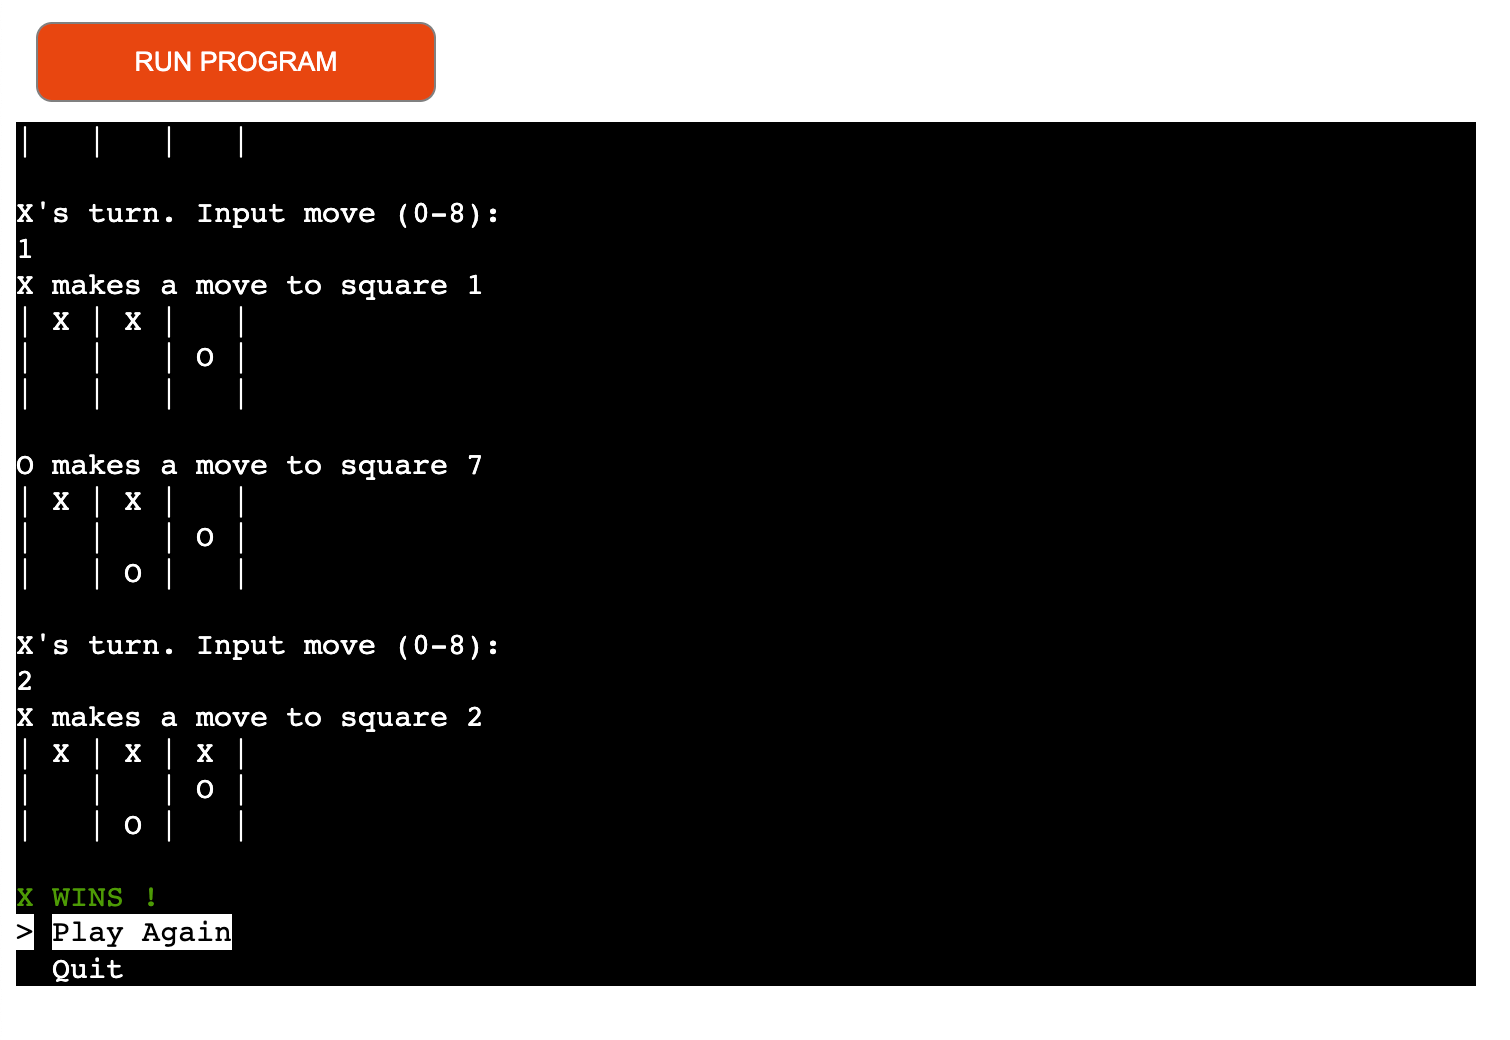 RUN PROGRAM
|   |   |   |
X's turn. Input move (0-8):
1
X makes a move to square 1
| X | X |   |
|   |   | O |
|   |   |   |
O makes a move to square 7
| X | X |   |
|   |   | O |
|   | O |   |
X's turn. Input move (0-8):
2
X makes a move to square 2
| X | X | X |
|   |   | O |
|   | O |   |
X WINS !
> Play Again
  Quit